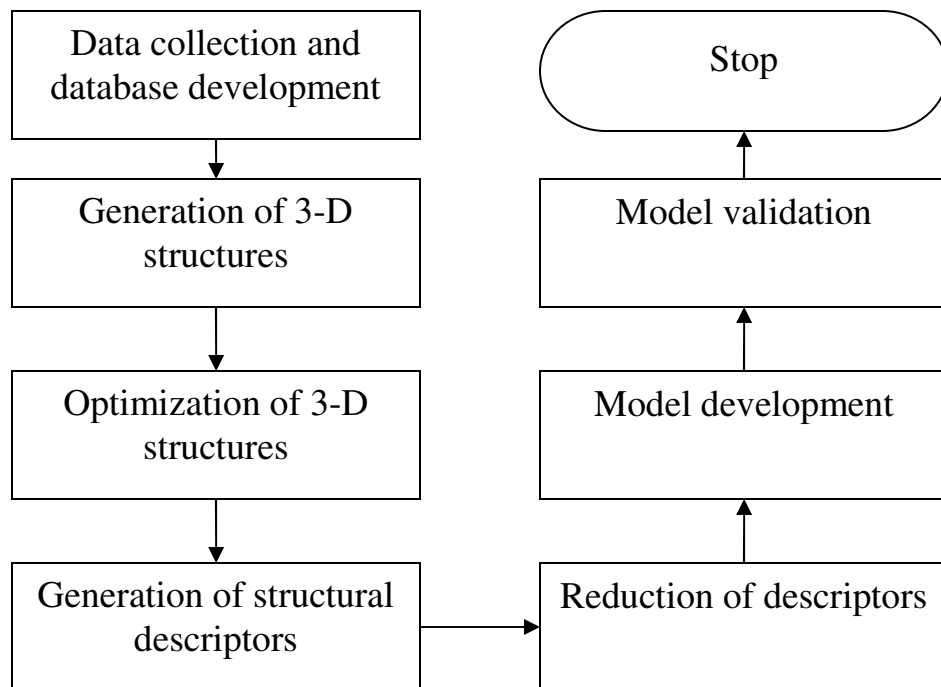 Data collection and
database development
Generation of 3-D
structures
Optimization of 3-D
structures
Generation of structural
descriptors
Reduction of descriptors
Model development
Model validation
Stop